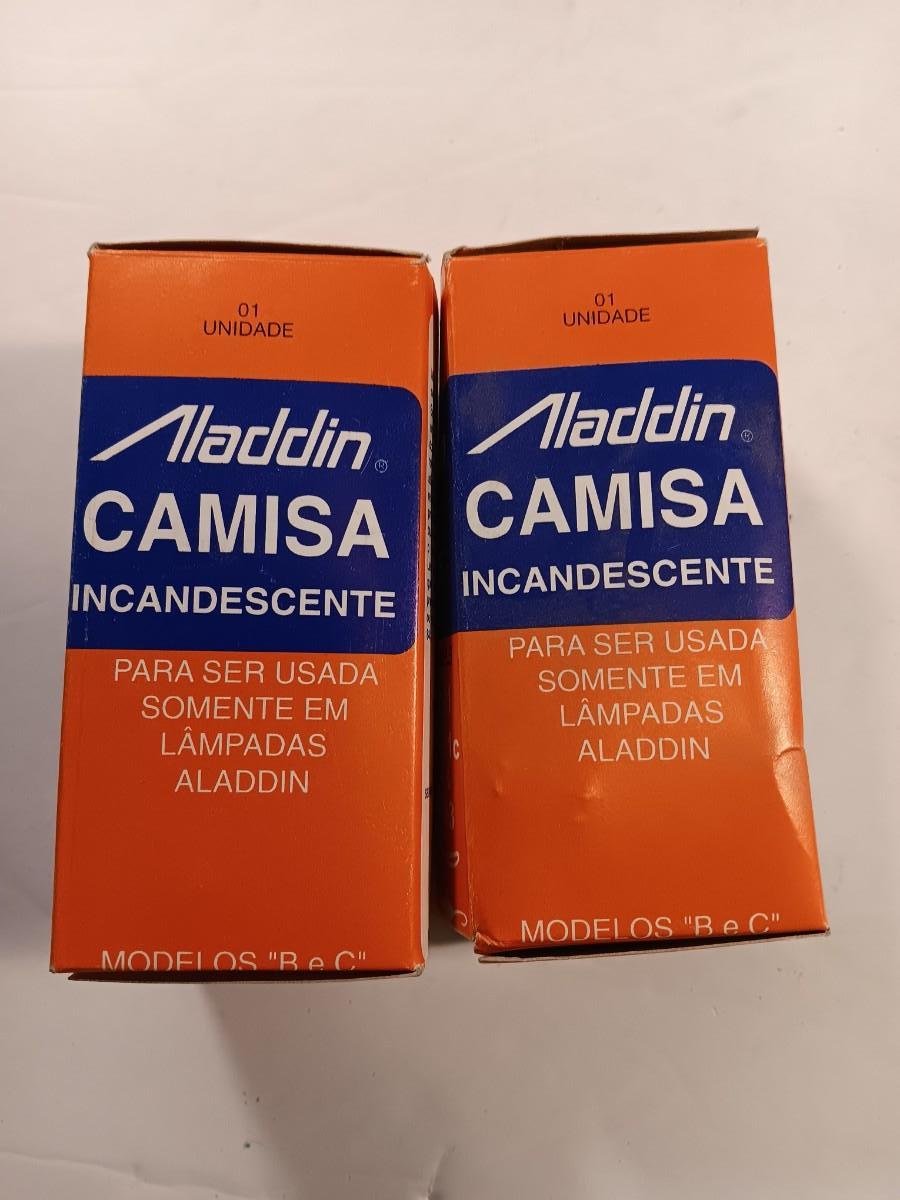 01
UNIDADE
Aladdin®
CAMISA
INCANDESCENTE
PARA SER USADA
SOMENTE EM
LÂMPADAS
ALADDIN
MODELOS "B e C"
01
UNIDADE
Aladdin®
CAMISA
INCANDESCENTE
PARA SER USADA
SOMENTE EM
LÂMPADAS
ALADDIN
MODELOS "B e C"